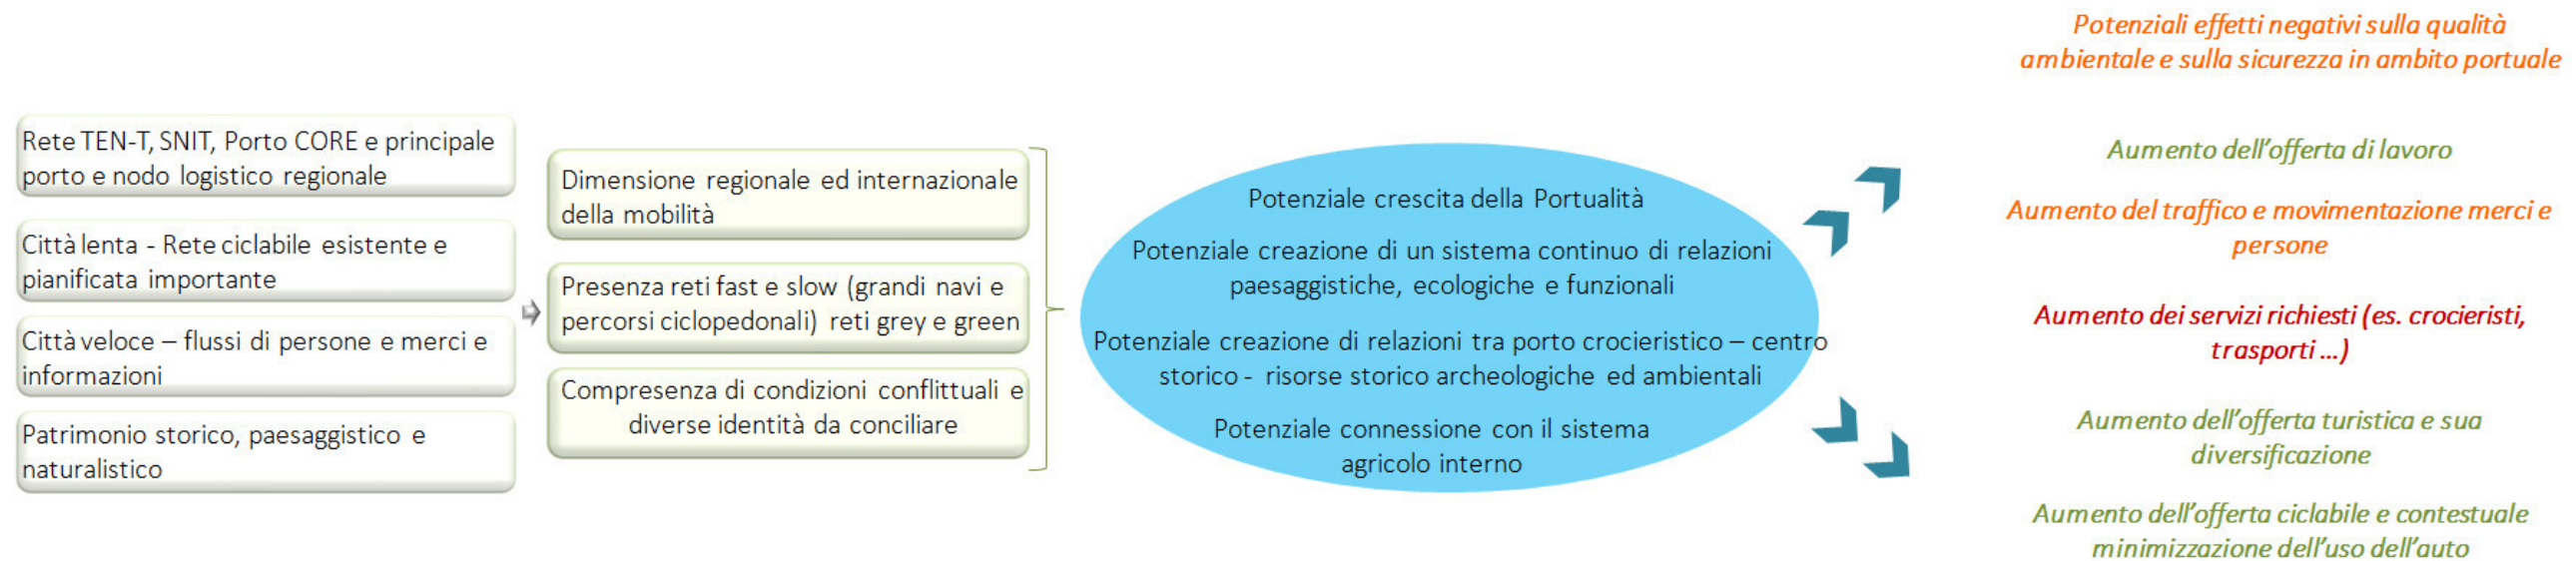 Rete TEN-T, SNIT, Porto CORE e principale
porto e nodo logistico regionale
Città lenta - Rete ciclabile esistente e
pianificata importante
Città veloce – flussi di persone e merci e
informazioni
Patrimonio storico, paesaggistico e
naturalistico
Dimensione regionale ed internazionale
della mobilità
Presenza reti fast e slow (grandi navi e
percorsi ciclopedonali) reti grey e green
Compresenza di condizioni conflittuali e
diverse identità da conciliare
Potenziale crescita della Portualità
Potenziale creazione di un sistema continuo di relazioni
paesaggistiche, ecologiche e funzionali
Potenziale creazione di relazioni tra porto crocieristico – centro
storico - risorse storico archeologiche ed ambientali
Potenziale connessione con il sistema
agricolo interno
Potenziali effetti negativi sulla qualità
ambientale e sulla sicurezza in ambito portuale
Aumento dell'offerta di lavoro
Aumento del traffico e movimentazione merci e
persone
Aumento dei servizi richiesti (es. crocieristi,
trasporti ...)
Aumento dell'offerta turistica e sua
diversificazione
Aumento dell'offerta ciclabile e contestuale
minimizzazione dell'uso dell'auto